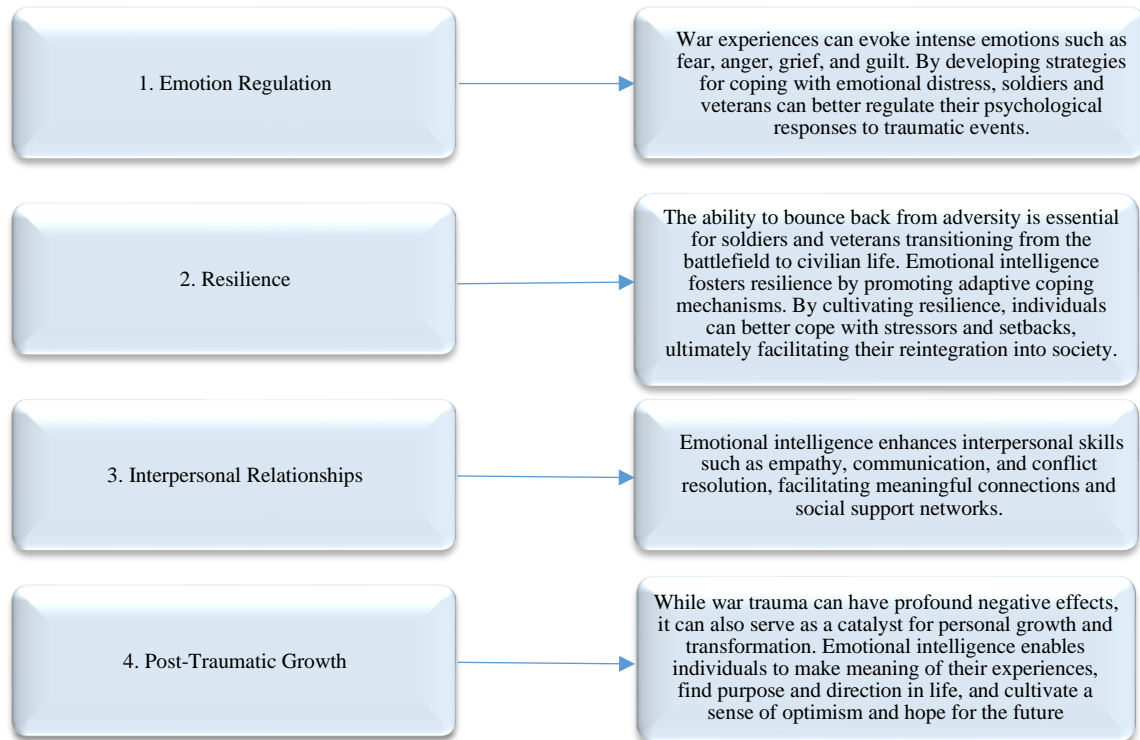 1. Emotion Regulation
War experiences can evoke intense emotions such as
fear, anger, grief, and guilt. By developing strategies
for coping with emotional distress, soldiers and
veterans can better regulate their psychological
responses to traumatic events.
2. Resilience
The ability to bounce back from adversity is essential
for soldiers and veterans transitioning from the
battlefield to civilian life. Emotional intelligence
fosters resilience by promoting adaptive coping
mechanisms. By cultivating resilience, individuals
can better cope with stressors and setbacks,
ultimately facilitating their reintegration into society.
3. Interpersonal Relationships
Emotional intelligence enhances interpersonal skills
such as empathy, communication, and conflict
resolution, facilitating meaningful connections and
social support networks.
4. Post-Traumatic Growth
While war trauma can have profound negative effects,
it can also serve as a catalyst for personal growth and
transformation. Emotional intelligence enables
individuals to make meaning of their experiences,
find purpose and direction in life, and cultivate a
sense of optimism and hope for the future